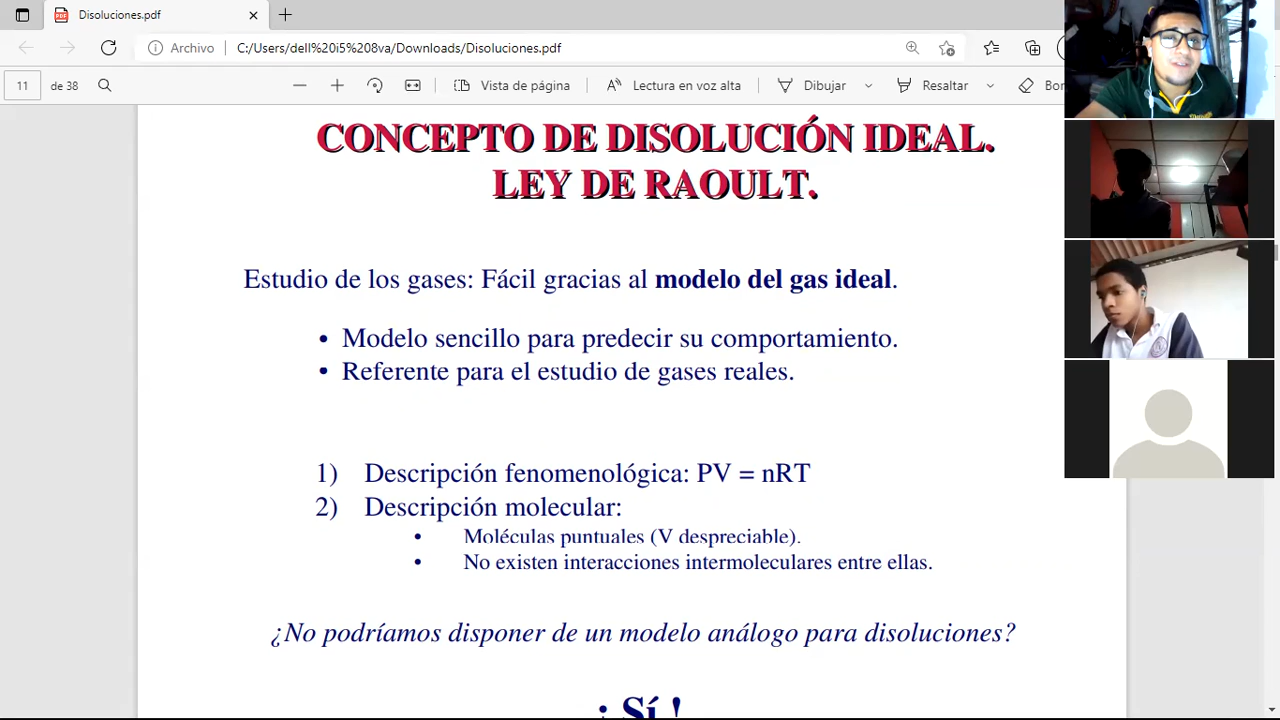 Disoluciones.pdf
Archivo
C:/Users/dell%20i5%208va/Downloads/Disoluciones.pdf
11 de 38
Vista de página
Lectura en voz alta
Dibujar
Resaltar
CONCEPTO DE DISOLUCIÓN IDEAL.
LEY DE RAOULT.
Estudio de los gases: Fácil gracias al modelo del gas ideal.
• Modelo sencillo para predecir su comportamiento.
• Referente para el estudio de gases reales.
1) Descripción fenomenológica: PV = nRT
2) Descripción molecular:
• Moléculas puntuales (V despreciable).
• No existen interacciones intermoleculares entre ellas.
¿No podríamos disponer de un modelo análogo para disoluciones?
¡ Sí !